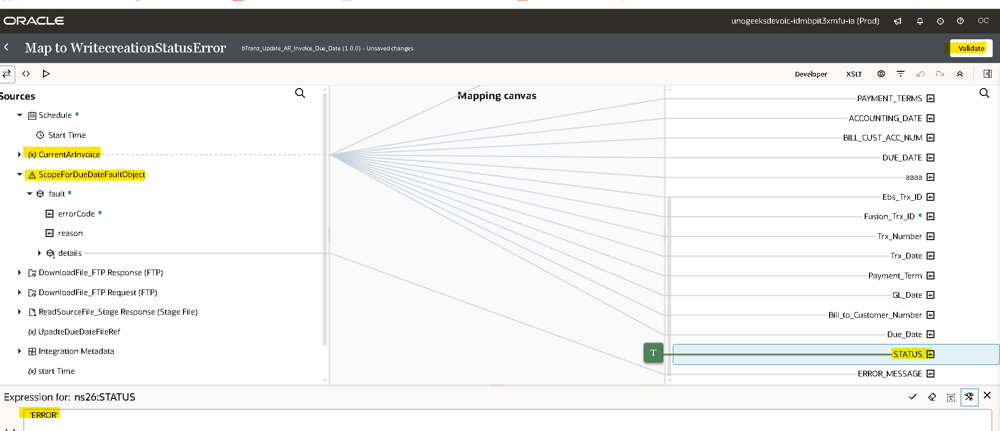 ORACLE
unogeeksdevoic-idmbpit3xmfu-ia (Prod)
OC
Map to WritecreationStatusError
bTranz_Update_AR_Invoice_Due_Date (1.0.0) - Unsaved changes
Validate
Developer
XSLT
Sources
Mapping canvas
Schedule *
Start Time
(x) CurrentArInvoice
ScopeForDueDateFaultObject
fault *
errorCode *
reason
details
DownloadFile_FTP Response (FTP)
DownloadFile_FTP Request (FTP)
ReadSourceFile_Stage Response (Stage File)
(x) UpadteDueDateFileRef
Integration Metadata
(x) start Time
PAYMENT_TERMS
ACCOUNTING_DATE
BILL_CUST_ACC_NUM
DUE_DATE
aaaa
Ebs_Trx_ID
Fusion_Trx_ID *
Trx_Number
Trx_Date
Payment_Term
GL_Date
Bill_to_Customer_Number
Due_Date
T
STATUS
ERROR_MESSAGE
Expression for: ns26:STATUS
'ERROR'